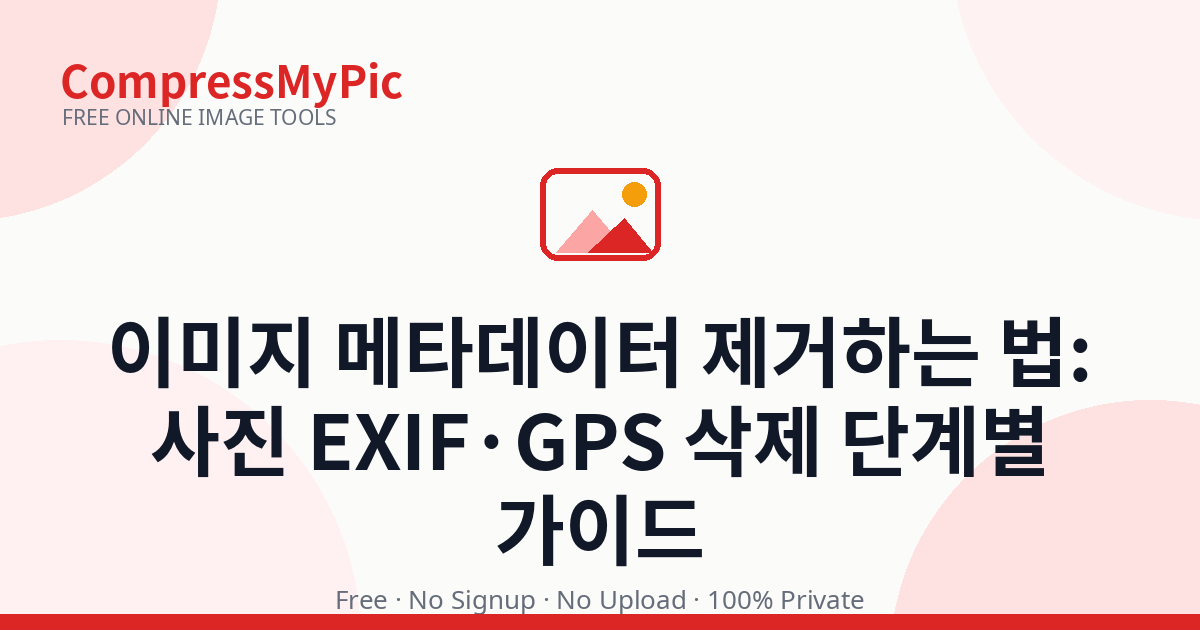 CompressMyPic
FREE ONLINE IMAGE TOOLS
이미지 메타데이터 제거하는 법:
사진 EXIF·GPS 삭제 단계별
가이드
Free · No Signup · No Upload · 100% Private